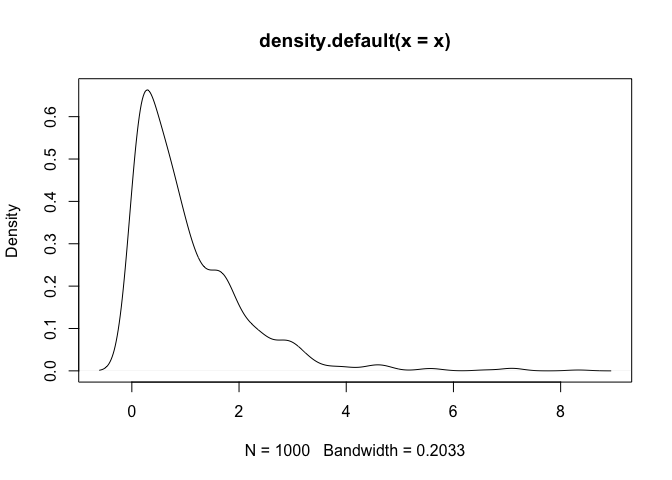 density.default(x = x)
Density
0.0 0.1 0.2 0.3 0.4 0.5 0.6
0 2 4 6 8
N = 1000 Bandwidth = 0.2033